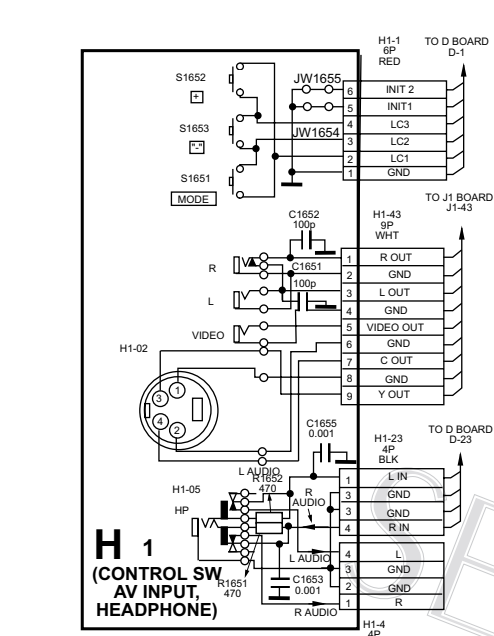 H1-1
6P
RED
TO D BOARD
D-1
S1652
+
S1653
"-"
S1651
MODE
JW1655
JW1654
6 INIT 2
5 INIT1
4 LC3
3 LC2
2 LC1
1 GND
TO J1 BOARD
J1-43
H1-43
9P
WHT
C1652
100p
C1651
100p
R
L
VIDEO
1 R OUT
2 GND
3 L OUT
4 GND
5 VIDEO OUT
6 GND
7 C OUT
8 GND
9 Y OUT
H1-02
1
3
4
2
TO D BOARD
D-23
H1-23
4P
BLK
C1655
0.001
L AUDIO
R1652
470
R
AUDIO
H1-05
HP
1 L IN
3 GND
3 GND
4 R IN
L AUDIO
4 L
3 GND
2 GND
1 R
R1651
470
C1653
0.001
R AUDIO
H 1
(CONTROL SW
AV INPUT,
HEADPHONE)
H1-4
4P